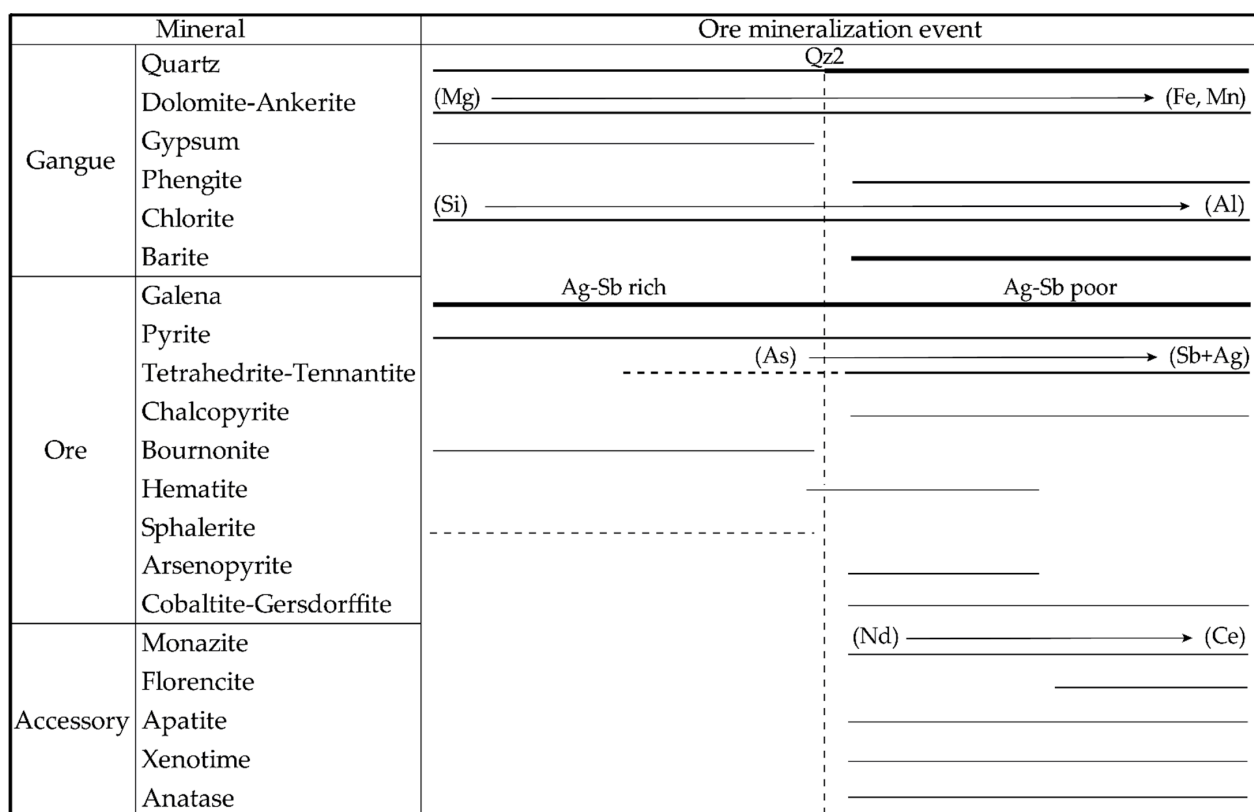 Mineral Ore mineralization event
Quartz Qz2
Dolomite-Ankerite (Mg) (Fe, Mn)
Gypsum
Gangue
Phengite
Chlorite (Si) (Al)
Barite
Galena Ag-Sb rich Ag-Sb poor
Pyrite
Tetrahedrite-Tennantite (As) (Sb+Ag)
Chalcopyrite
Ore Bournonite
Hematite
Sphalerite
Arsenopyrite
Cobaltite-Gersdorffite
Monazite (Nd) (Ce)
Florencite
Accessory Apatite
Xenotime
Anatase